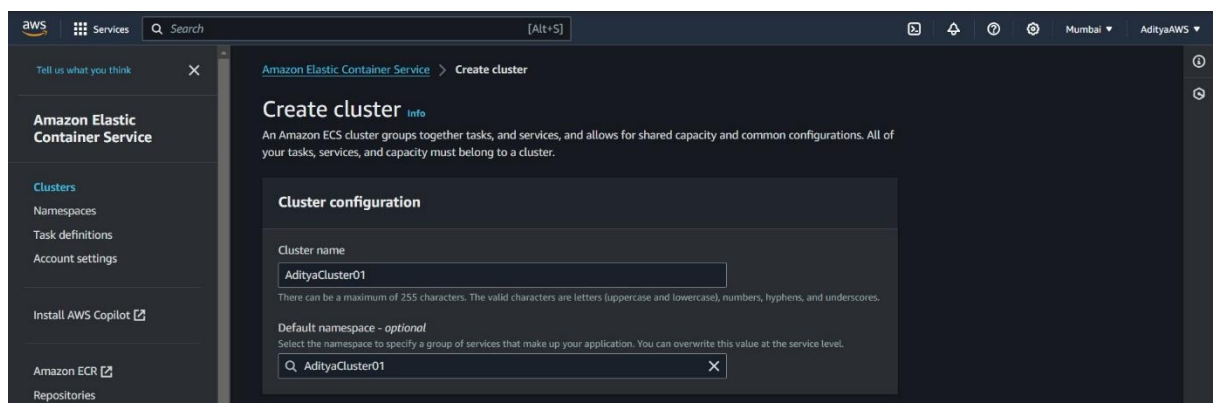 aws
Services
Search
[Alt+S]
Mumbai
AdityaAWS
Tell us what you think
Amazon Elastic
Container Service
Clusters
Namespaces
Task definitions
Account settings
Install AWS Copilot
Amazon ECR
Repositories
Amazon Elastic Container Service > Create cluster
Create cluster Info
An Amazon ECS cluster groups together tasks, and services, and allows for shared capacity and common configurations. All of
your tasks, services, and capacity must belong to a cluster.
Cluster configuration
Cluster name
AdityaCluster01
There can be a maximum of 255 characters. The valid characters are letters (uppercase and lowercase), numbers, hyphens, and underscores.
Default namespace - optional
Select the namespace to specify a group of services that make up your application. You can overwrite this value at the service level.
AdityaCluster01